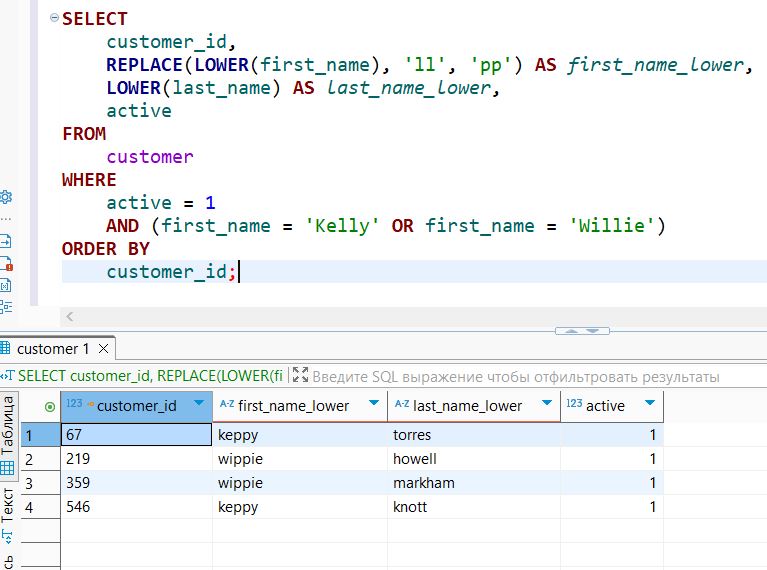 SELECT
customer_id,
REPLACE(LOWER(first_name), 'll', 'pp') AS first_name_lower,
LOWER(last_name) AS last_name_lower,
active
FROM
customer
WHERE
active = 1
AND (first_name = 'Kelly' OR first_name = 'Willie')
ORDER BY
customer_id;
customer 1
SELECT customer_id, REPLACE(LOWER(fi Введите SQL выражение чтобы отфильтровать результаты
Таблица
Текст
123 customer_id A-Z first_name_lower A-Z last_name_lower 123 active
1 67 keppy torres 1
2 219 wippie howell 1
3 359 wippie markham 1
4 546 keppy knott 1